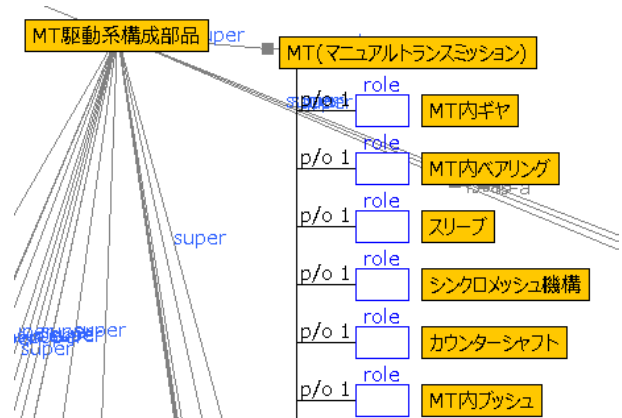 MT駆動系構成部品
super
MT(マニュアルトランスミッション)
role
p/o 1
super
MT内ギヤ
role
p/o 1
MT内ベアリング
role
p/o 1
スリーブ
super
role
p/o 1
シンクロメッシュ機構
role
p/o 1
カウンターシャフト
super
super
role
p/o 1
MT内ブッシュ